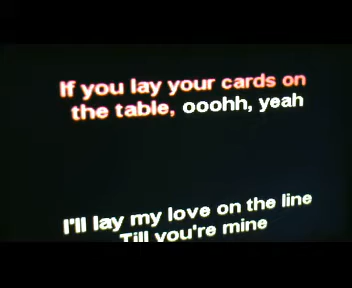 If you lay your cards on
the table, ooohh, yeah
I'll lay my love on the line
Till you're mine